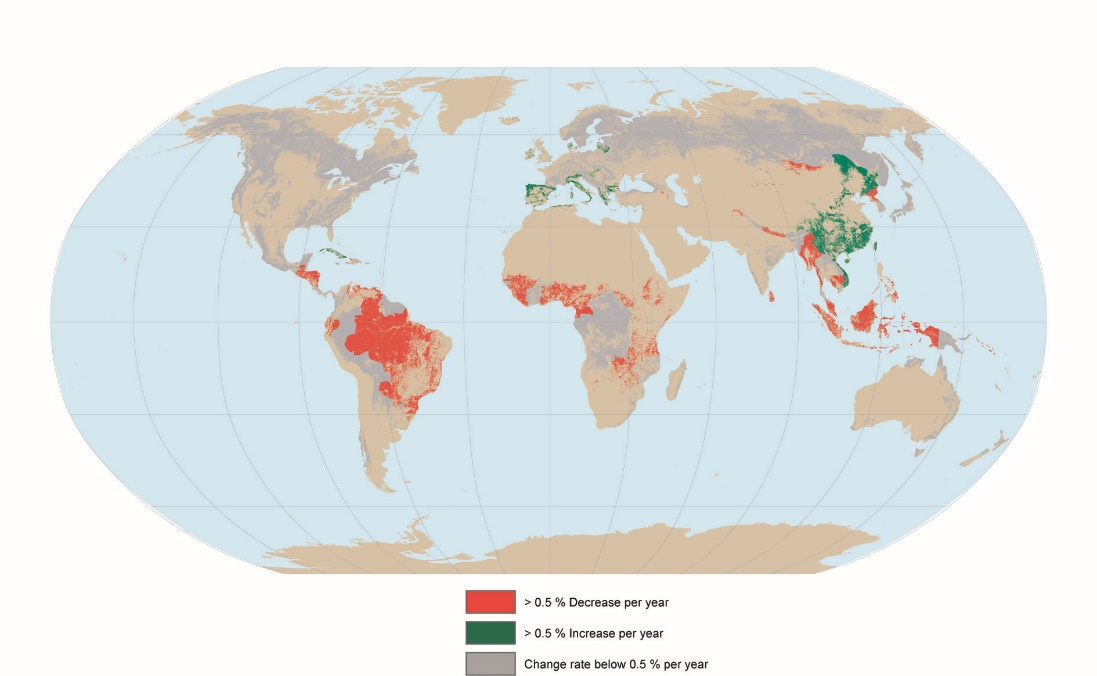 > 0.5 % Decrease per year
> 0.5 % Increase per year
Change rate below 0.5 % per year